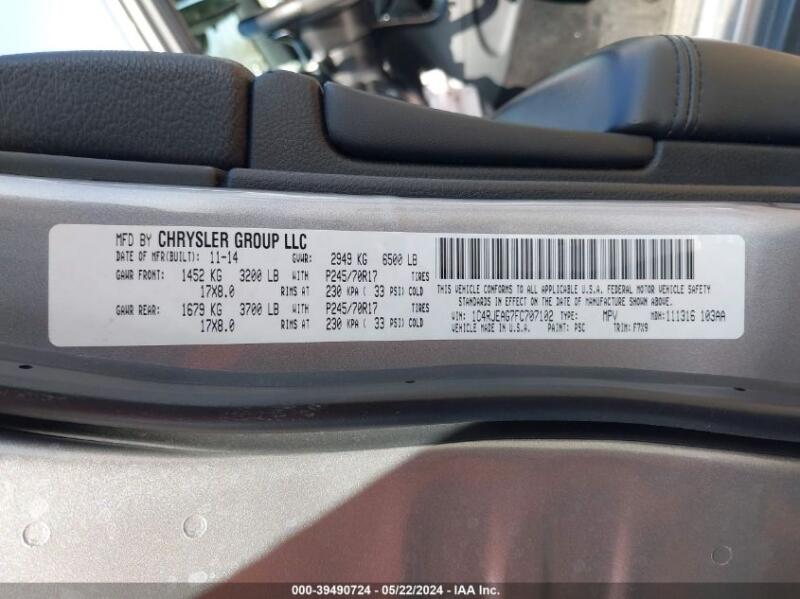 MFD BY CHRYSLER GROUP LLC
DATE OF MFR(BUILT): 11-14 GVWR: 2949 KG 6500 LB
GAWR FRONT: 1452 KG 3200 LB WITH P245/70R17 TIRES
17X8.0 RIMS AT 230 KPA ( 33 PSI) COLD
GAWR REAR: 1679 KG 3700 LB WITH P245/70R17 TIRES
17X8.0 RIMS AT 230 KPA ( 33 PSI) COLD
THIS VEHICLE CONFORMS TO ALL APPLICABLE U.S.A. FEDERAL MOTOR VEHICLE SAFETY
STANDARDS IN EFFECT ON THE DATE OF MANUFACTURE SHOWN ABOVE.
VIN: 1C4RJEAG7FC707102 TYPE: MPV MDH: 111316 103AA
VEHICLE MADE IN U.S.A. PAINT: PSC TRIM: F7X9
000-39490724 - 05/22/2024 - IAA Inc.